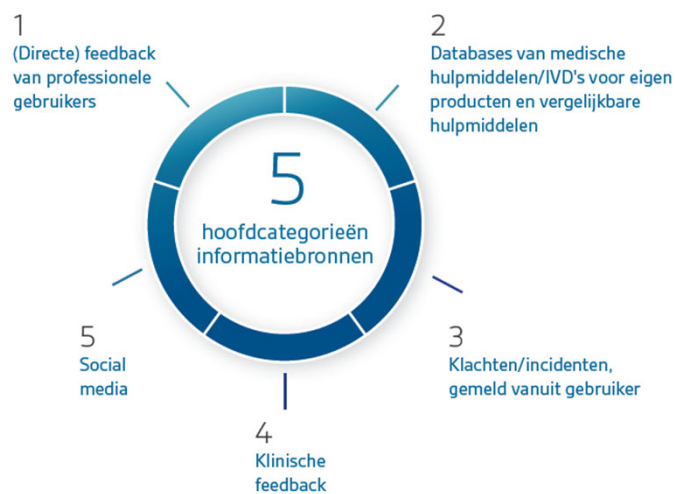 1
(Directe) feedback
van professionele
gebruikers
2
Databases van medische
hulpmiddelen/IVD's voor eigen
producten en vergelijkbare
hulpmiddelen
5
hoofdcategorieën
informatiebronnen
3
Klachten/incidenten,
gemeld vanuit gebruiker
4
Klinische
feedback
5
Social
media